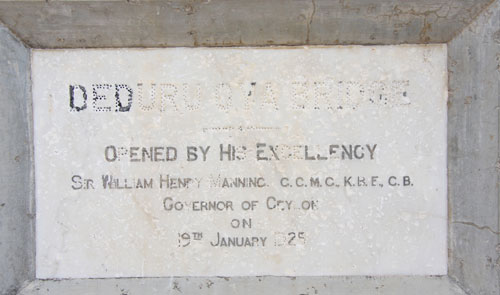 DEDURU OYA BRIDGE
OPENED BY HIS EXCELLENCY
SIR WILLIAM HENRY MANNING. G.C.M.G. K.B.E. C.B.
GOVERNOR OF CEYLON
ON
19TH JANUARY 1925